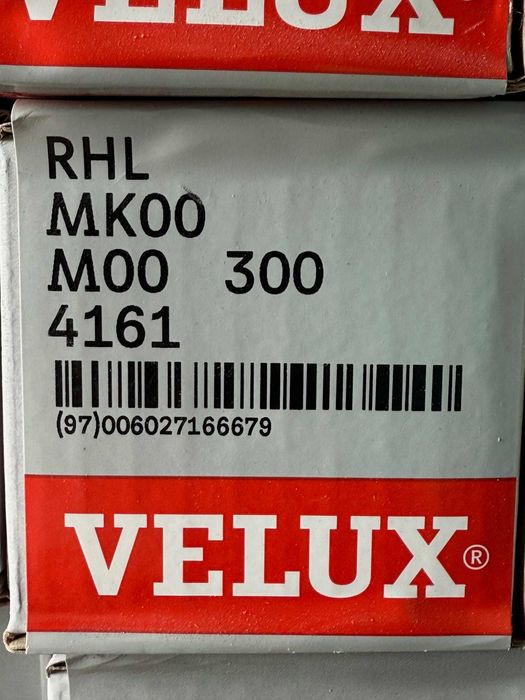 VELUX
RHL
MK00
M00 300
4161
(97)006027166679
VELUX®